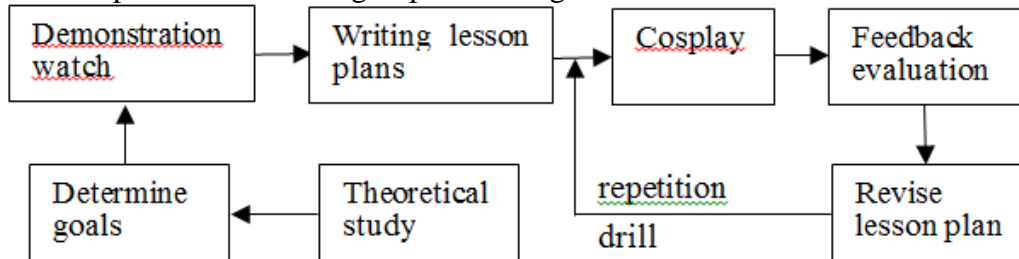 Demonstration
watch
Writing lesson
plans
Cosplay
Feedback
evaluation
Determine
goals
Theoretical
study
repetition
drill
Revise
lesson plan